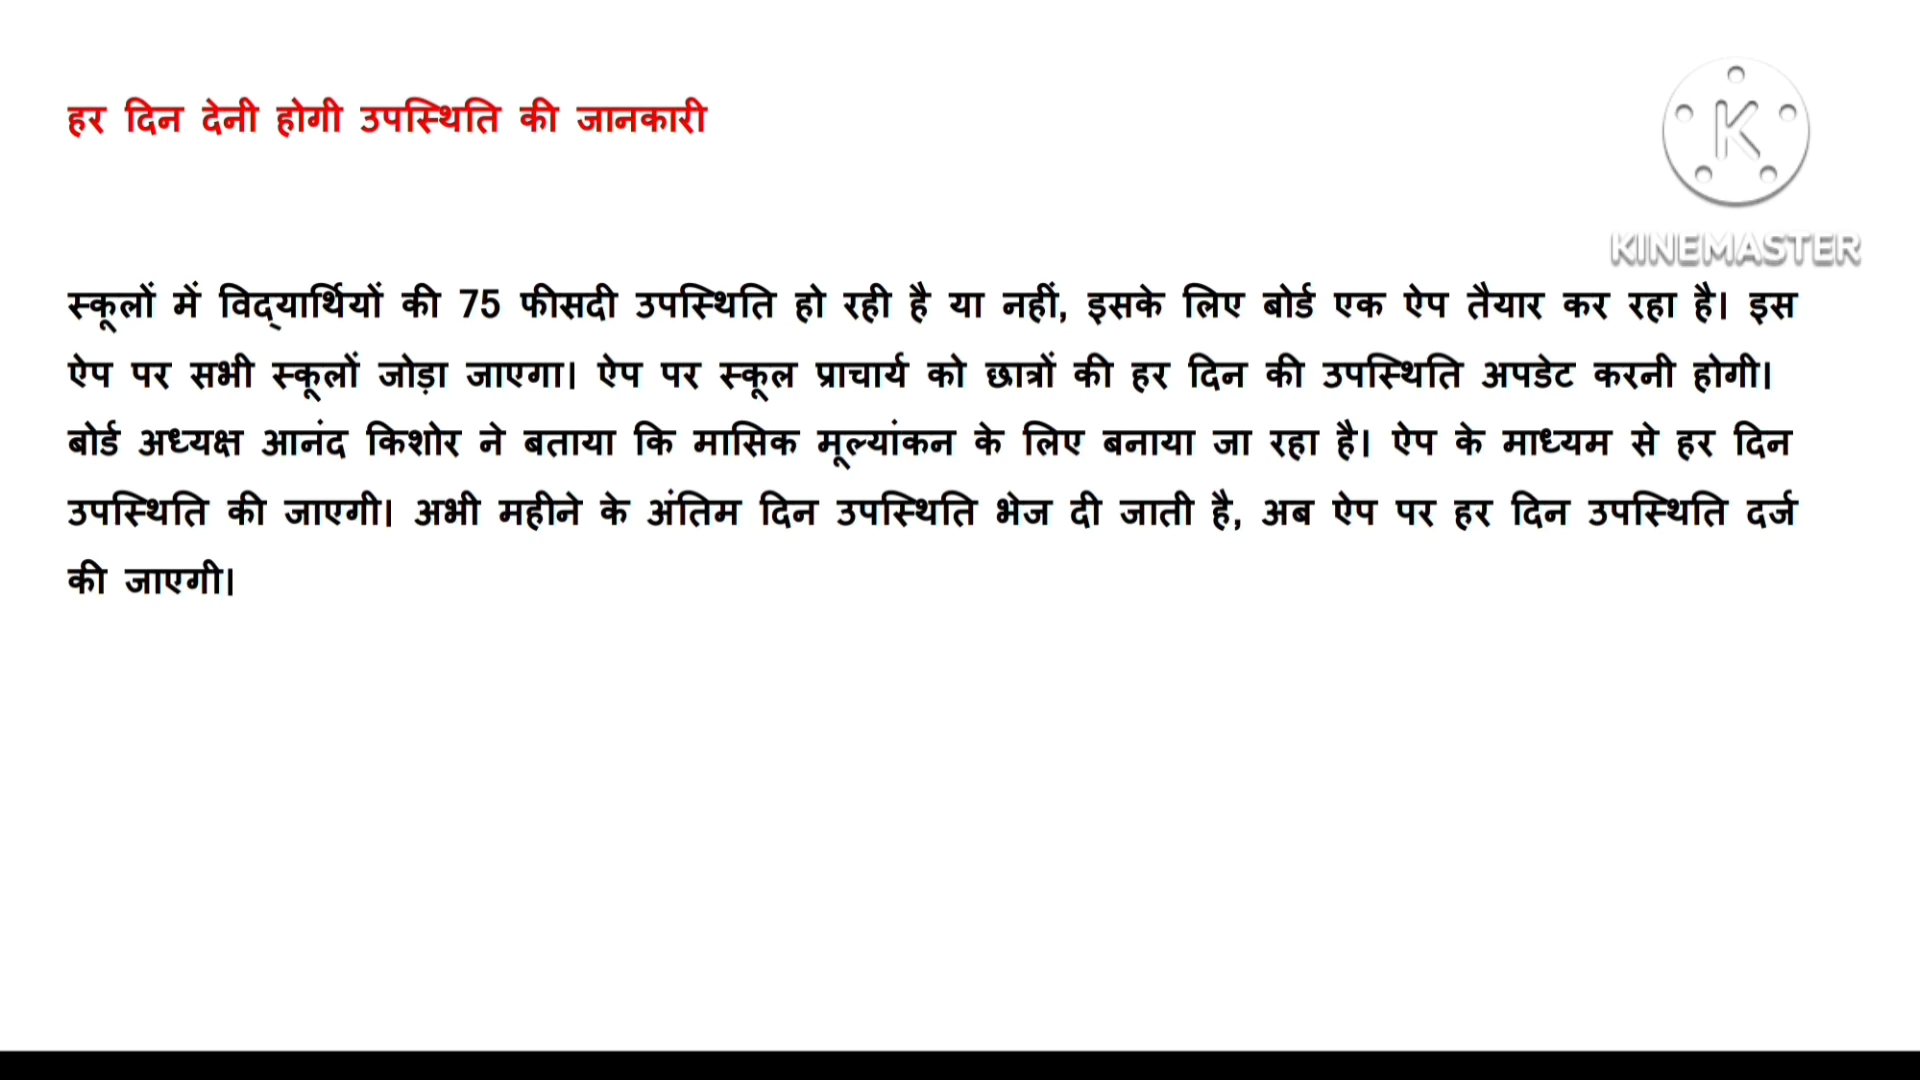 हर दिन देनी होगी उपस्थिति की जानकारी
K
KINEMASTER
स्कूलों में विद्यार्थियों की 75 फीसदी उपस्थिति हो रही है या नहीं, इसके लिए बोर्ड एक ऐप तैयार कर रहा है। इस
ऐप पर सभी स्कूलों जोड़ा जाएगा। ऐप पर स्कूल प्राचार्य को छात्रों की हर दिन की उपस्थिति अपडेट करनी होगी।
बोर्ड अध्यक्ष आनंद किशोर ने बताया कि मासिक मूल्यांकन के लिए बनाया जा रहा है। ऐप के माध्यम से हर दिन
उपस्थिति की जाएगी। अभी महीने के अंतिम दिन उपस्थिति भेज दी जाती है, अब ऐप पर हर दिन उपस्थिति दर्ज
की जाएगी।